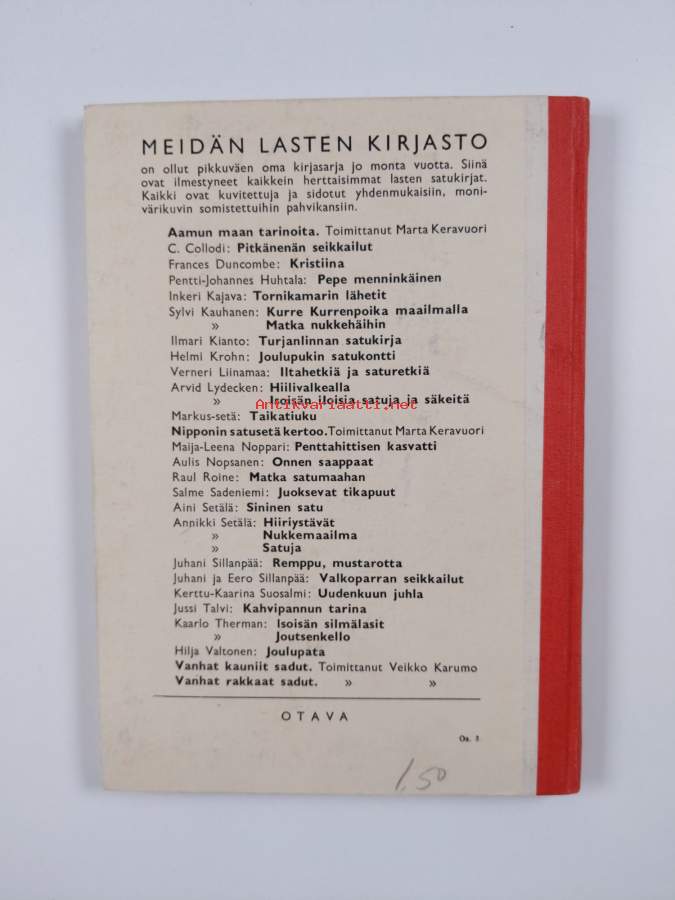 MEIDÄN LASTEN KIRJASTO
on ollut pikkuväen oma kirjasarja jo monta vuotta. Siinä
ovat ilmestyneet kaikkein herttaisimmat lasten satukirjat.
Kaikki ovat kuvitettuja ja sidotut yhdenmukaisiin, moni-
värikuvin somistettuihin pahvikansiin.
Aamun maan tarinoita. Toimittanut Marta Keravuori
C. Collodi: Pitkänenän seikkailut
Frances Duncombe: Kristiina
Pentti-Johannes Huhtala: Pepe menninkäinen
Inkeri Kajava: Tornikamarin lähetit
Sylvi Kauhanen: Kurre Kurrenpoika maailmalla
» Matka nukkehäihin
Ilmari Kianto: Turjanlinnan satukirja
Helmi Krohn: Joulupukin satukontti
Verneri Liinamaa: Iltahetkiä ja saturetkiä
Arvid Lydecken: Hiilivalkealla
» Isoisän iloisia satuja ja säkeitä
Antikvariaatti.net
Markus-setä: Taikatiuku
Nipponin satusetä kertoo. Toimittanut Marta Keravuori
Maija-Leena Noppari: Penttahittisen kasvatti
Aulis Nopsanen: Onnen saappaat
Raul Roine: Matka satumaahan
Salme Sadeniemi: Juoksevat tikapuut
Aini Setälä: Sininen satu
Annikki Setälä: Hiiriystävät
» Nukkemaailma
» Satuja
Juhani Sillanpää: Remppu, mustarotta
Juhani ja Eero Sillanpää: Valkoparran seikkailut
Kerttu-Kaarina Suosalmi: Uudenkuun juhla
Jussi Talvi: Kahvipannun tarina
Kaarlo Therman: Isoisän silmälasit
» Joutsenkello
Hilja Valtonen: Joulupata
Vanhat kauniit sadut. Toimittanut Veikko Karumo
Vanhat rakkaat sadut. » »
OTAVA
Oa. 5
1.50